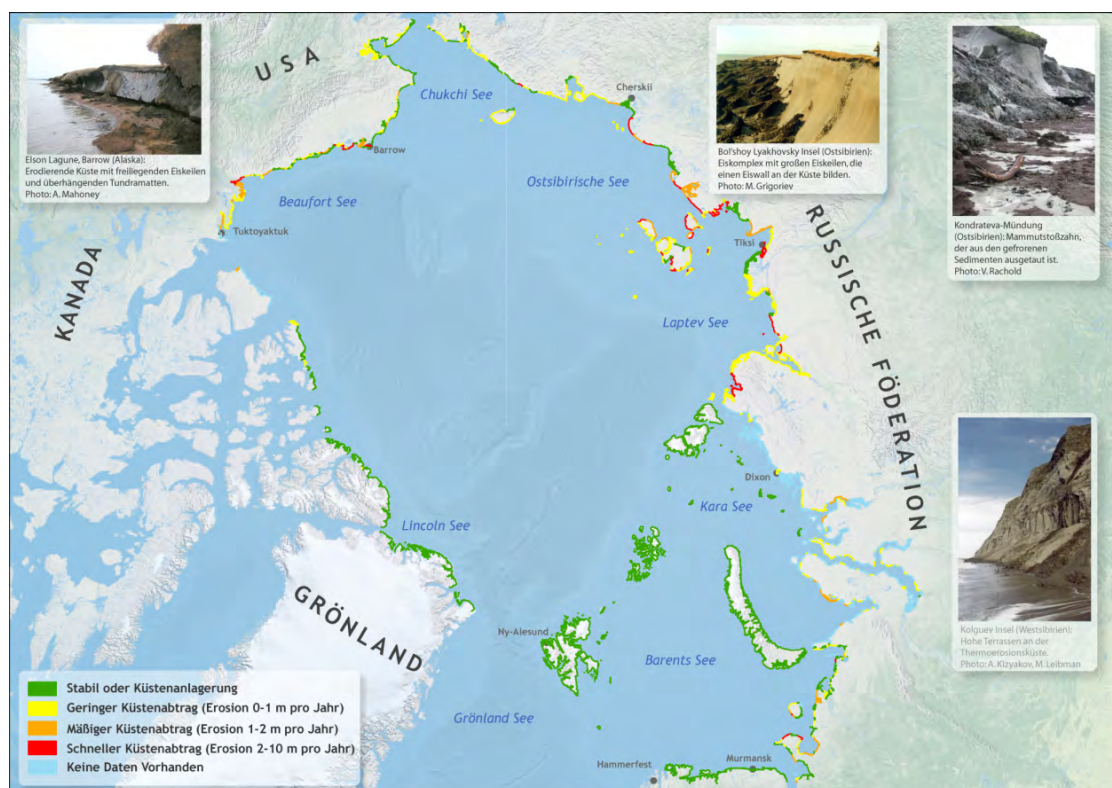 Elson Lagune, Barrow (Alaska):
Erodierende Küste mit freiliegenden Eiskeilen
und überhängenden Tundramatten.
Photo: A. Mahoney
USA
Chukchi See
Cherskii
Bol'shoy Lyakhovsky Insel (Ostsibirien):
Eiskomplex mit großen Eiskeilen, die
einen Eiswall an der Küste bilden.
Photo: M. Grigoriev
Kondrateva-Mündung
(Ostsibirien): Mammutstoßzahn,
der aus den gefrorenen
Sedimenten ausgetaut ist.
Photo: V. Rachold
Barrow
Beaufort See
Ostsibirische See
Tuktoyaktuk
Tiksi
KANADA
Laptev See
RUSSISCHE FÖDERATION
Dixon
Kara See
Lincoln See
GRÖNLAND
Ny-Alesund
Barents See
Grönland See
Kolguev Insel (Westsibirien):
Hohe Terrassen an der
Thermoerosionsküste.
Photo: A. Kizyakov, M. Leibman
Stabil oder Küstenanlagerung
Geringer Küstenabtrag (Erosion 0-1 m pro Jahr)
Mäßiger Küstenabtrag (Erosion 1-2 m pro Jahr)
Schneller Küstenabtrag (Erosion 2-10 m pro Jahr)
Keine Daten Vorhanden
Hammerfest
Murmansk